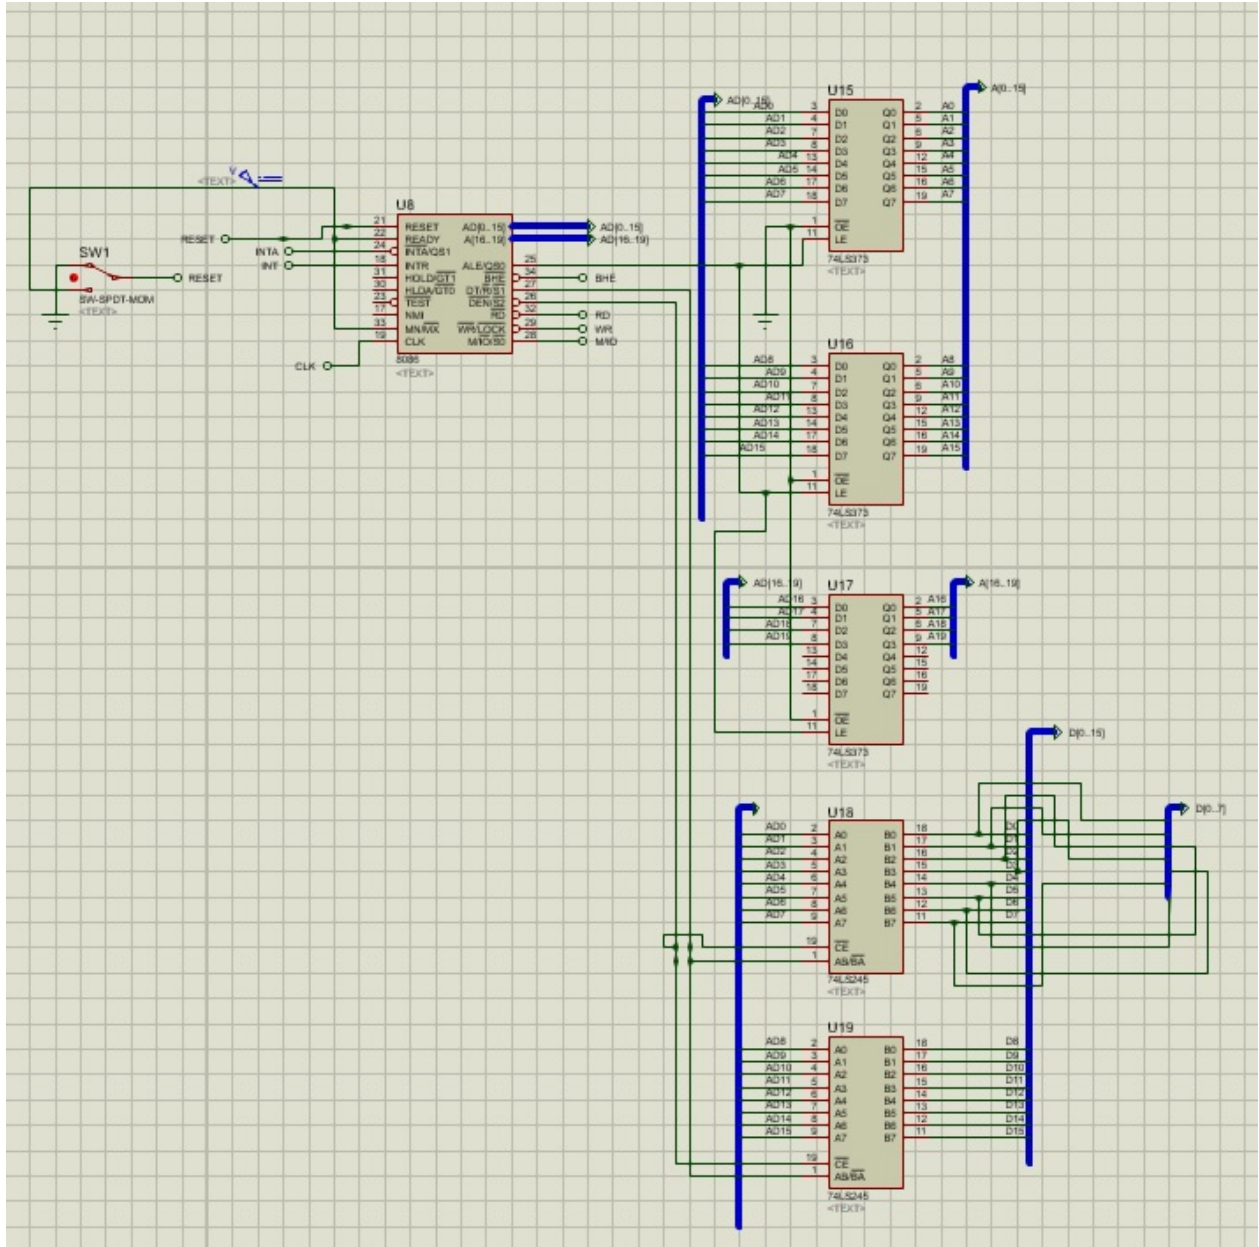 <TEXT>
V
RESET
INTA
INT
CLK
SW1
RESET
SW-SPDT-MOM
<TEXT>
U8
21 RESET AD[0..15] AD[0..15]
22 READY A[16..19] AD[16..19]
24 INTA/QS1
18 INTR ALE/QS0 25
31 HOLD/GT1 BHE 34 BHE
30 HLDA/GT0 DT/R/S1 27
23 TEST DEN/S2 26
17 NMI RD 32 RD
33 MN/MX WR/LOCK 29 WR
19 CLK M/IO/S0 28 M/IO
8086
<TEXT>
AD[0..15]
U15
A[0..15]
AD0 3 D0 Q0 2 A0
AD1 4 D1 Q1 5 A1
AD2 7 D2 Q2 6 A2
AD3 8 D3 Q3 9 A3
AD4 13 D4 Q4 12 A4
AD5 14 D5 Q5 15 A5
AD6 17 D6 Q6 16 A6
AD7 18 D7 Q7 19 A7
1 OE
11 LE
74LS373
<TEXT>
U16
AD8 3 D0 Q0 2 A8
AD9 4 D1 Q1 5 A9
AD10 7 D2 Q2 6 A10
AD11 8 D3 Q3 9 A11
AD12 13 D4 Q4 12 A12
AD13 14 D5 Q5 15 A13
AD14 17 D6 Q6 16 A14
AD15 18 D7 Q7 19 A15
1 OE
11 LE
74LS373
<TEXT>
AD[16..19]
U17
A[16..19]
AD16 3 D0 Q0 2 A16
AD17 4 D1 Q1 5 A17
AD18 7 D2 Q2 6 A18
AD19 8 D3 Q3 9 A19
13 D4 Q4 12
14 D5 Q5 15
17 D6 Q6 16
18 D7 Q7 19
1 OE
11 LE
74LS373
<TEXT>
D[0..15]
D[0..7]
U18
AD0 2 A0 B0 18 D0
AD1 3 A1 B1 17 D1
AD2 4 A2 B2 16 D2
AD3 5 A3 B3 15 D3
AD4 6 A4 B4 14 D4
AD5 7 A5 B5 13 D5
AD6 8 A6 B6 12 D6
AD7 9 A7 B7 11 D7
19 CE
1 AB/BA
74LS245
<TEXT>
U19
AD8 2 A0 B0 18 D8
AD9 3 A1 B1 17 D9
AD10 4 A2 B2 16 D10
AD11 5 A3 B3 15 D11
AD12 6 A4 B4 14 D12
AD13 7 A5 B5 13 D13
AD14 8 A6 B6 12 D14
AD15 9 A7 B7 11 D15
19 CE
1 AB/BA
74LS245
<TEXT>